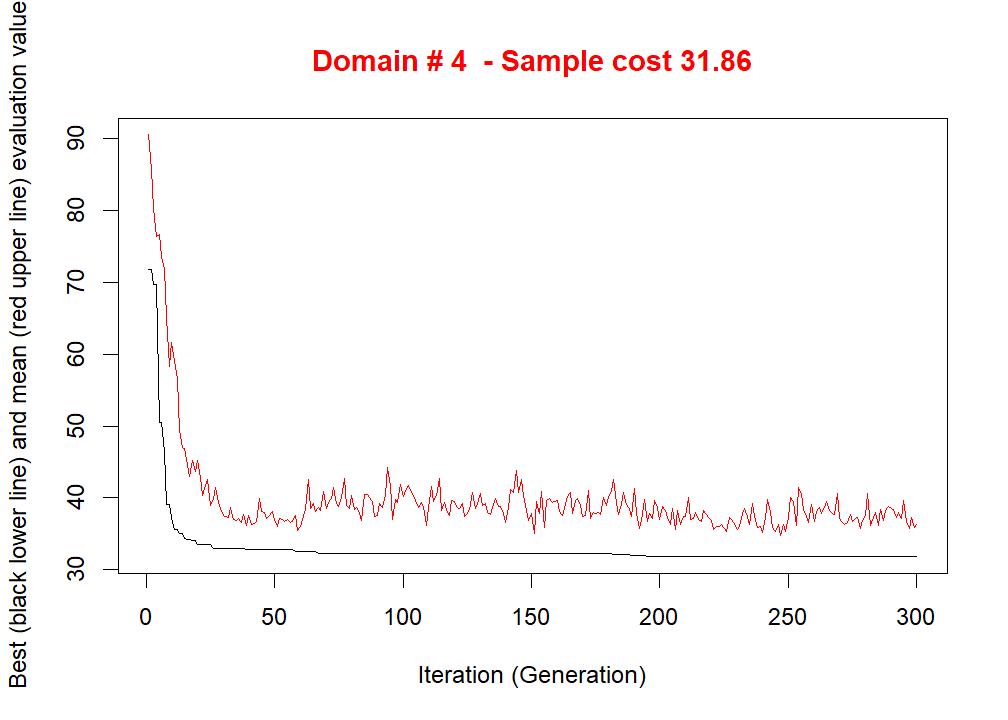 Domain # 4  - Sample cost 31.86
Best (black lower line) and mean (red upper line) evaluation value
90
80
70
60
50
40
30
0 50 100 150 200 250 300
Iteration (Generation)